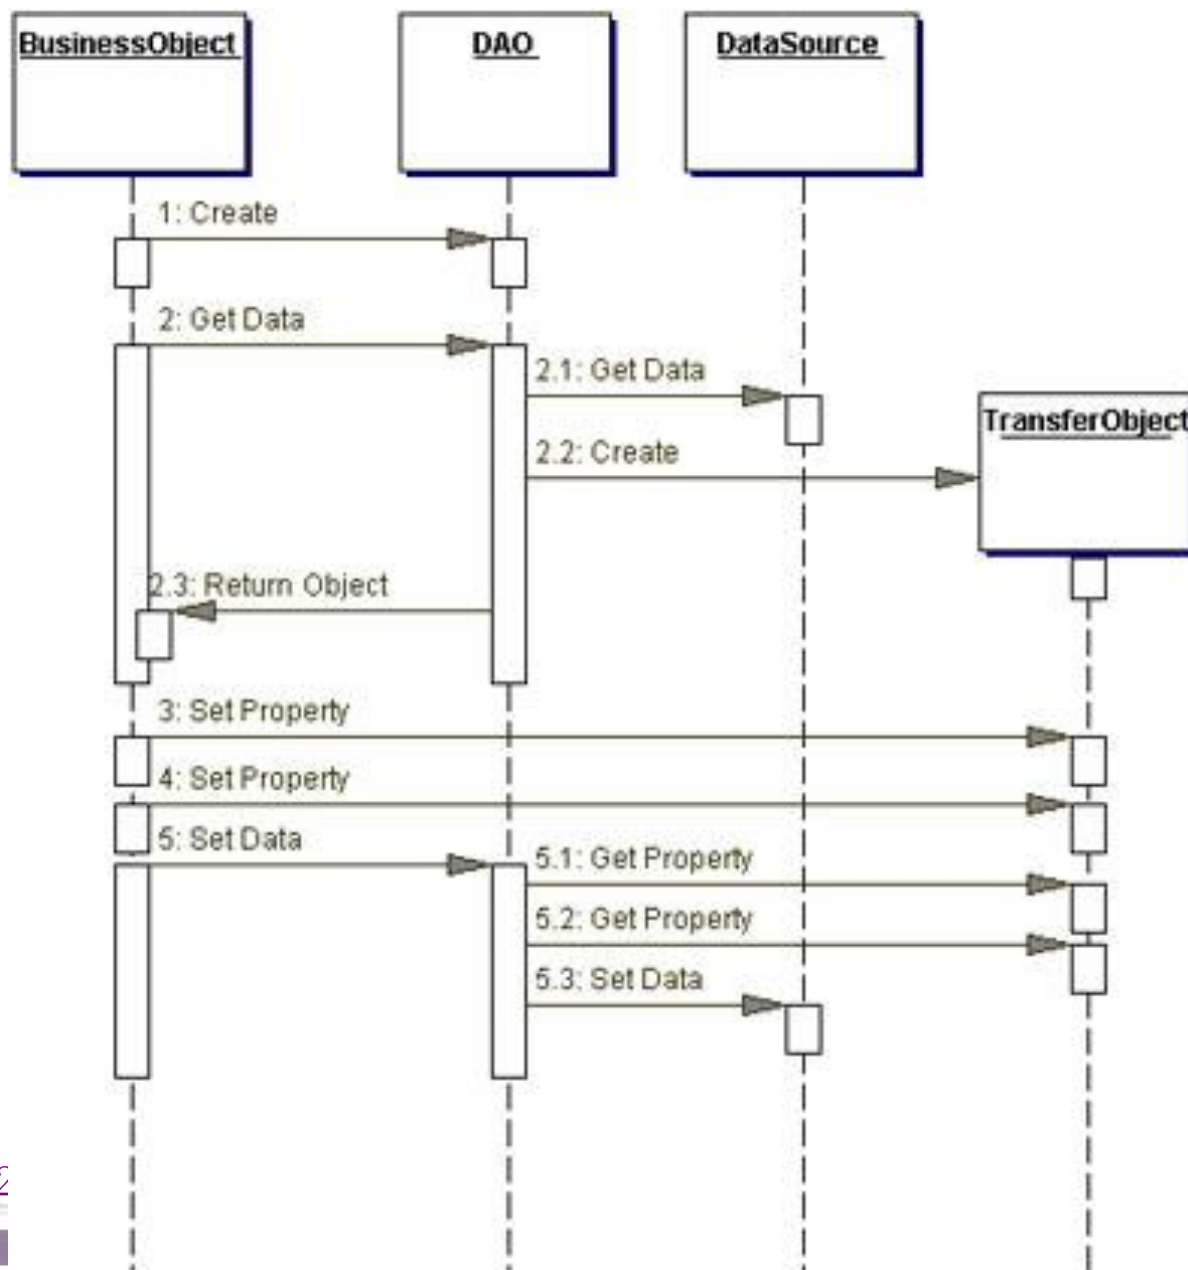 BusinessObject
DAO
DataSource
1: Create
2: Get Data
2.1: Get Data
TransferObject
2.2: Create
2.3: Return Object
3: Set Property
4: Set Property
5: Set Data
5.1: Get Property
5.2: Get Property
5.3: Set Data
2